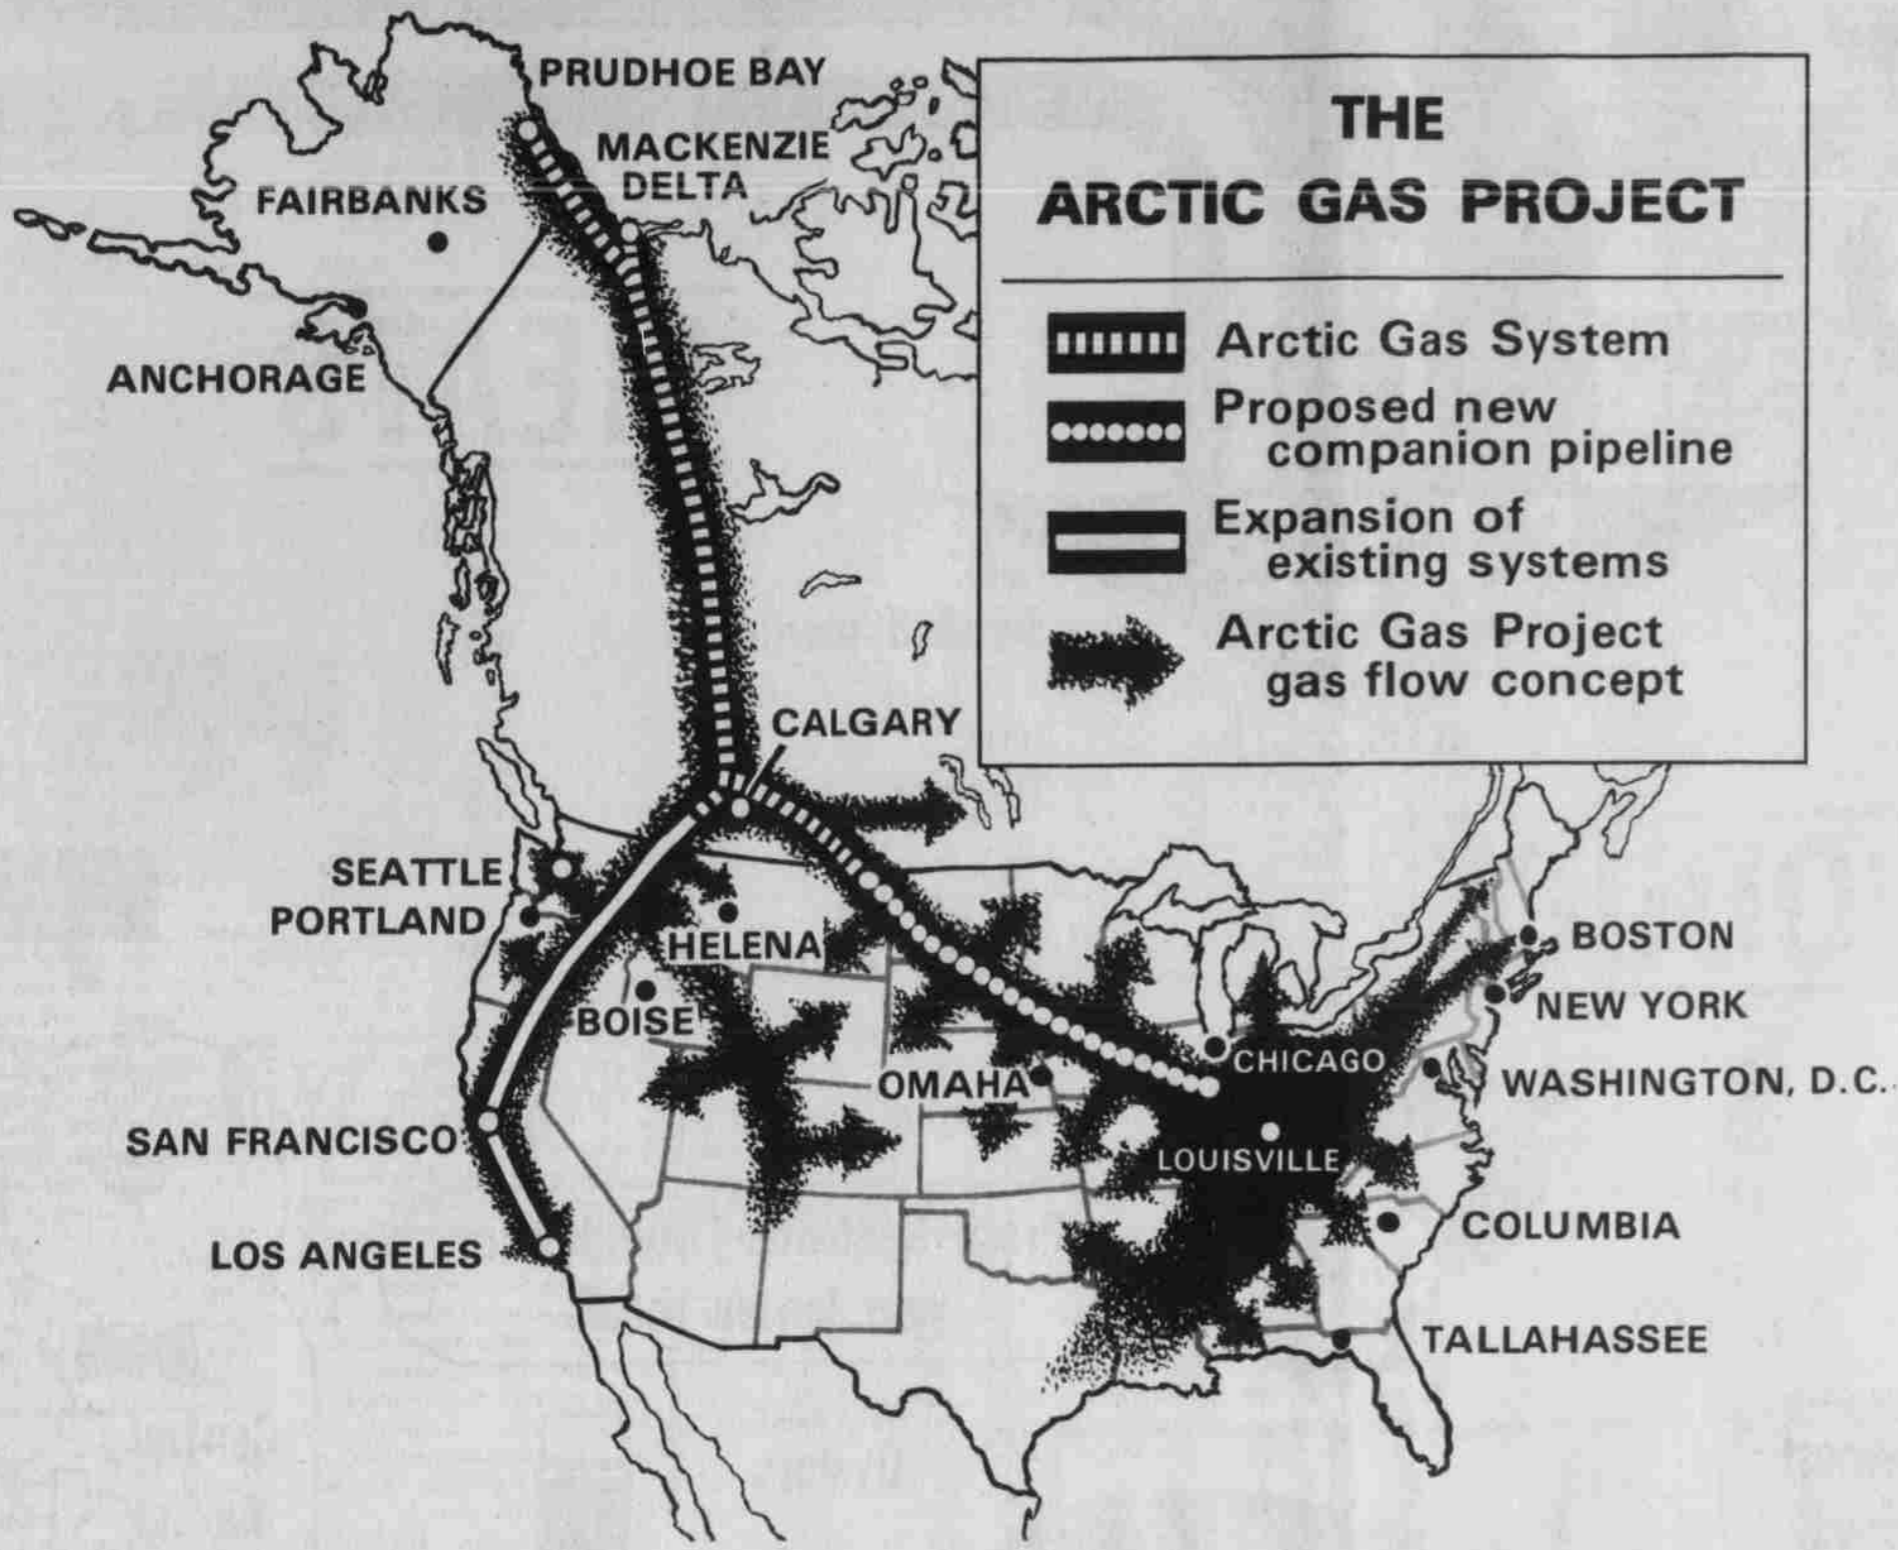 THE
ARCTIC GAS PROJECT
Arctic Gas System
Proposed new
companion pipeline
Expansion of
existing systems
Arctic Gas Project
gas flow concept
PRUDHOE BAY
MACKENZIE
DELTA
FAIRBANKS
ANCHORAGE
CALGARY
SEATTLE
PORTLAND
HELENA
BOISE
BOSTON
NEW YORK
CHICAGO
OMAHA
WASHINGTON, D.C.
SAN FRANCISCO
LOUISVILLE
COLUMBIA
LOS ANGELES
TALLAHASSEE